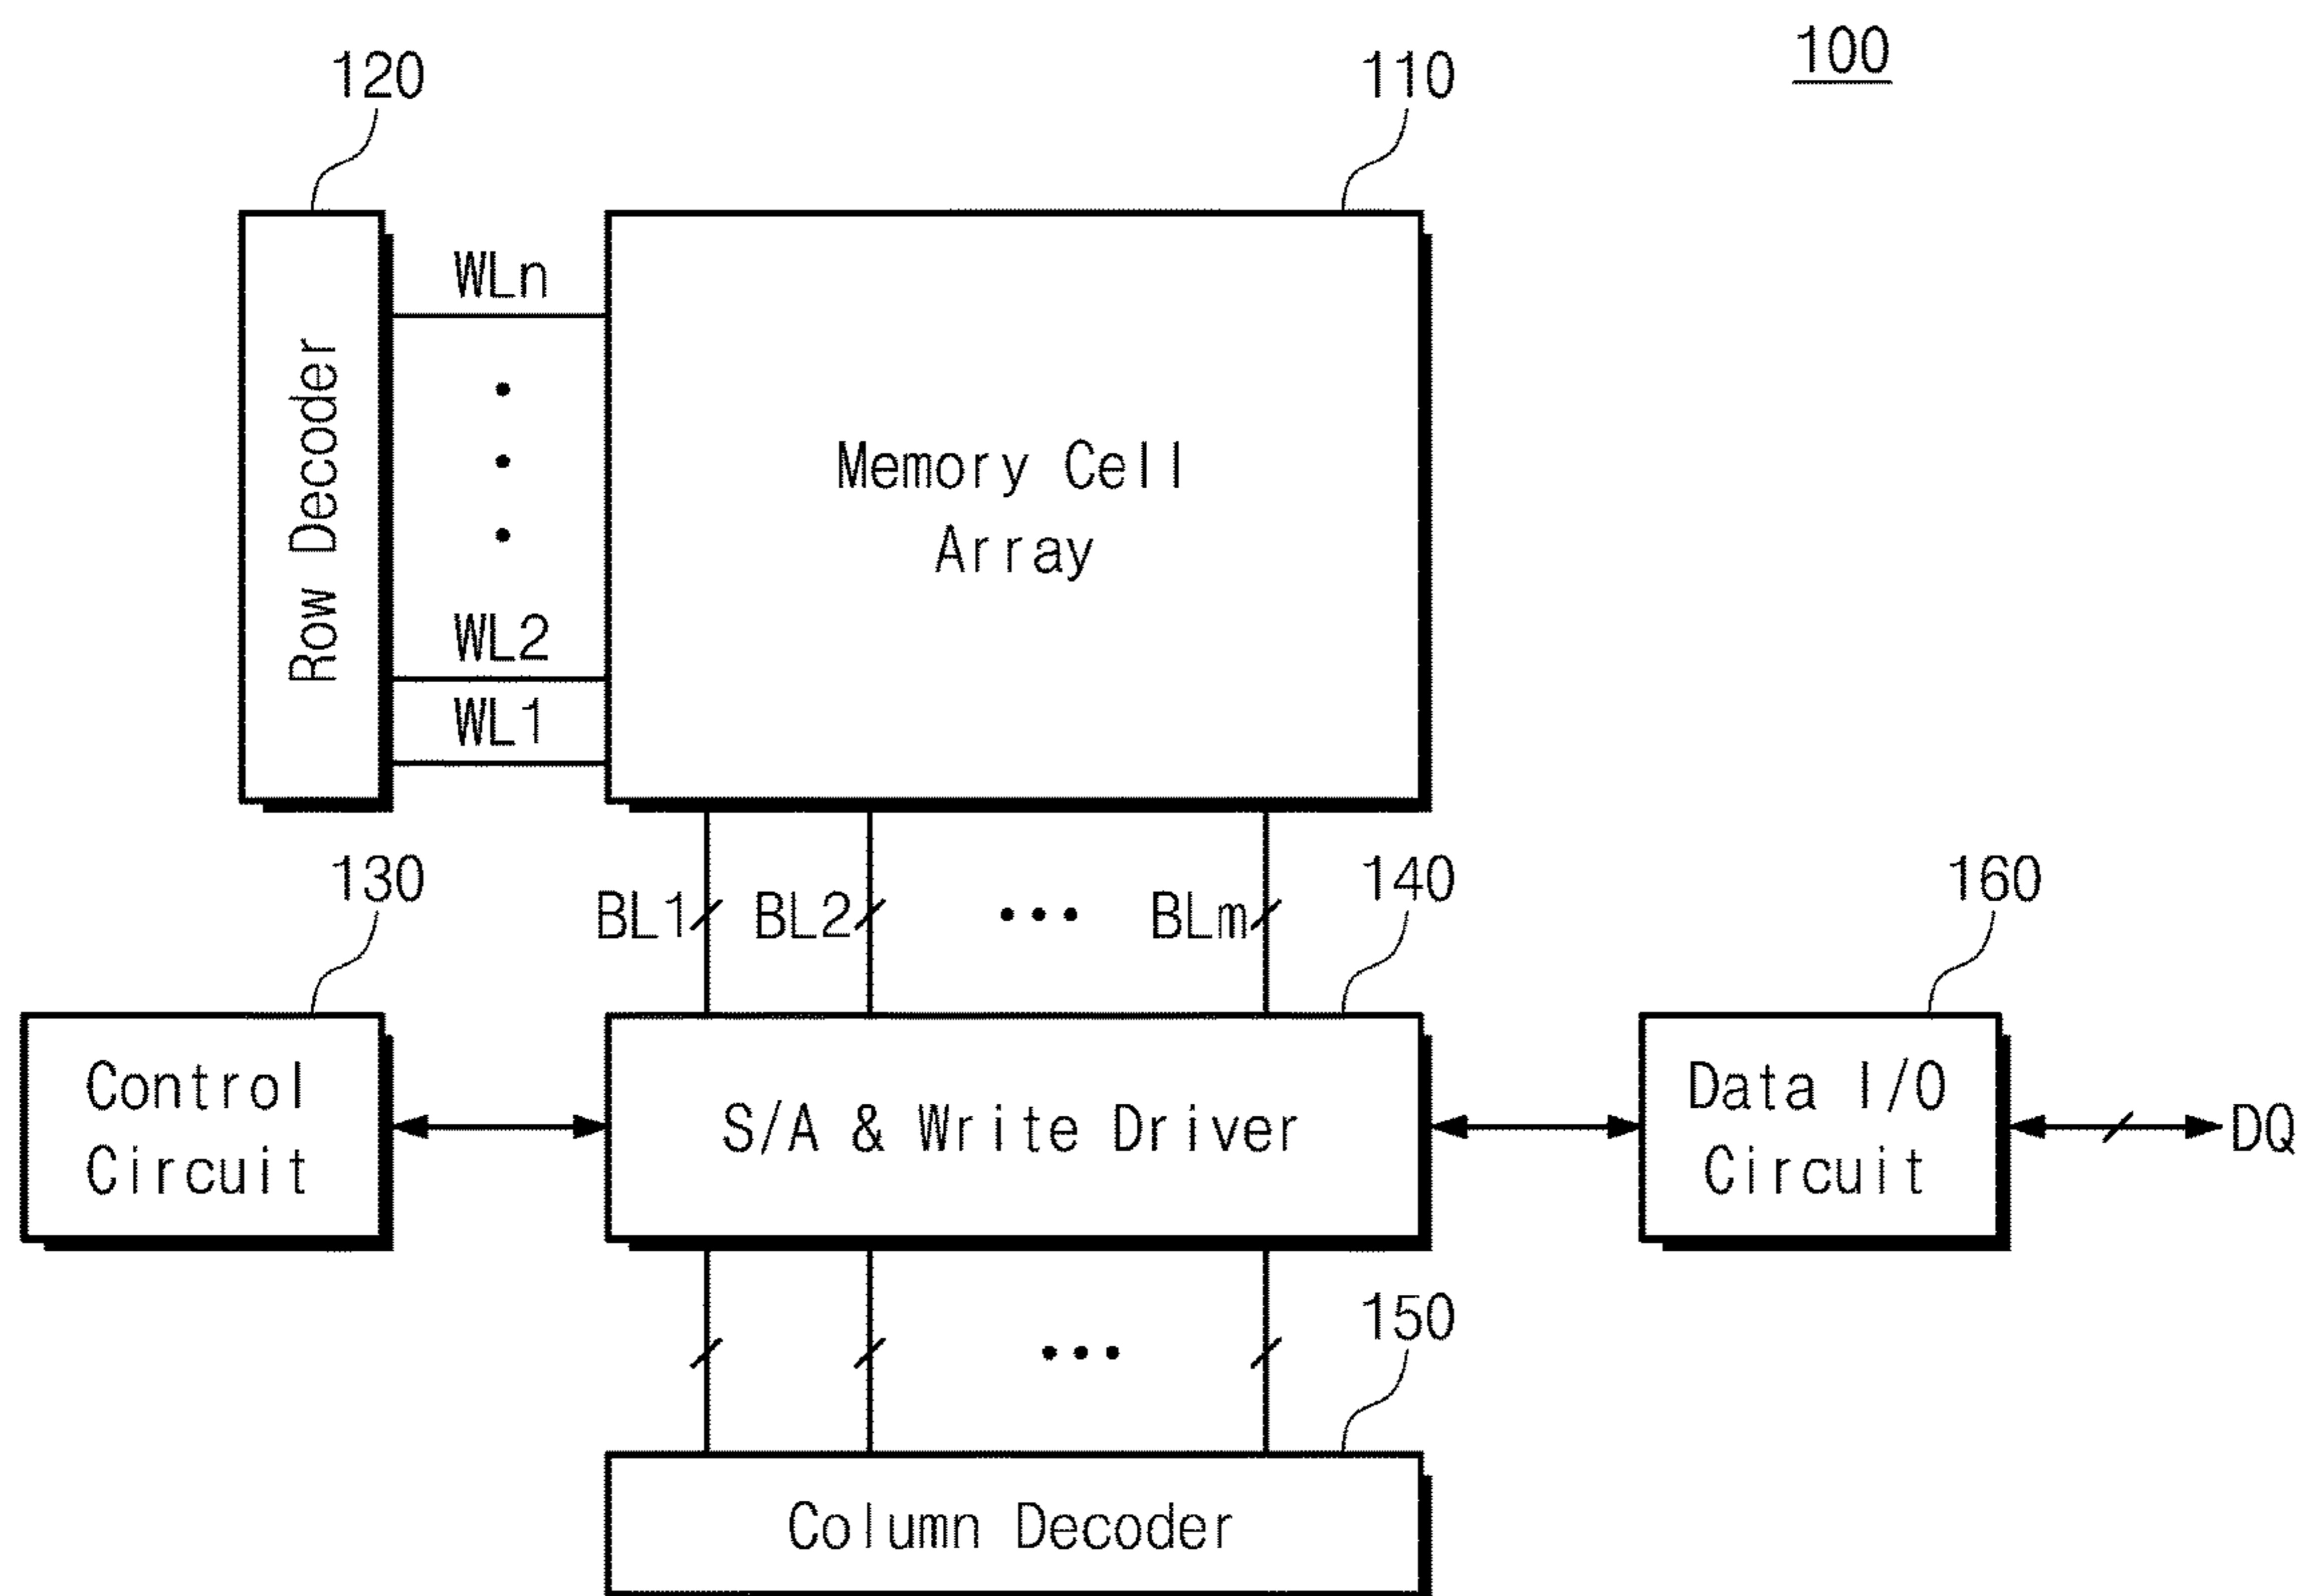 100
120
110
WLn
Row Decoder
Memory Cell
Array
WL2
WL1
130
140
160
BL1
BL2
BLm
Control
Circuit
S/A & Write Driver
Data I/O
Circuit
DQ
150
Column Decoder